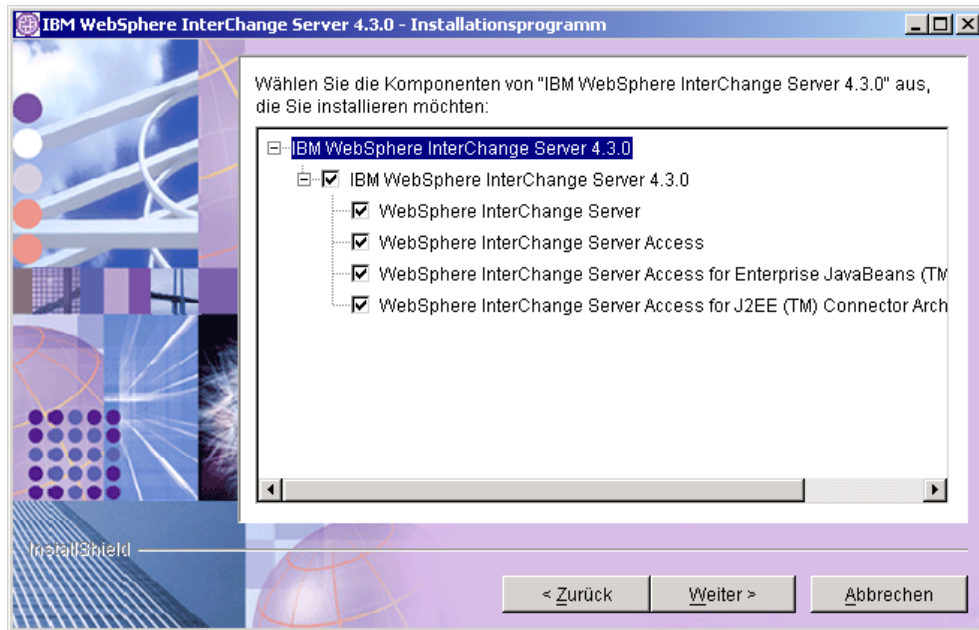 IBM WebSphere InterChange Server 4.3.0 - Installationsprogramm
Wählen Sie die Komponenten von "IBM WebSphere InterChange Server 4.3.0" aus,
die Sie installieren möchten:
IBM WebSphere InterChange Server 4.3.0
IBM WebSphere InterChange Server 4.3.0
WebSphere InterChange Server
WebSphere InterChange Server Access
WebSphere InterChange Server Access for Enterprise JavaBeans (TM
WebSphere InterChange Server Access for J2EE (TM) Connector Arch
InstallShield
< Zurück
Weiter >
Abbrechen